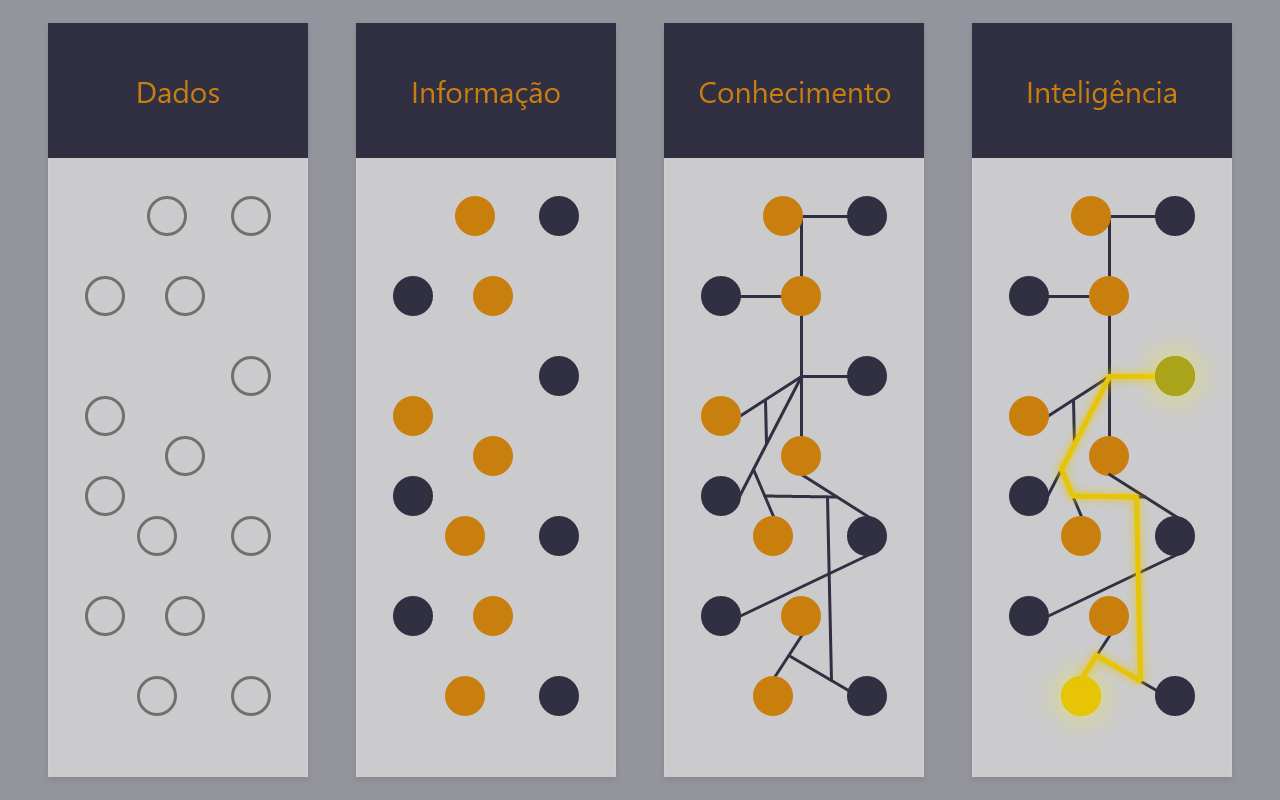 Dados
Informação
Conhecimento
Inteligência